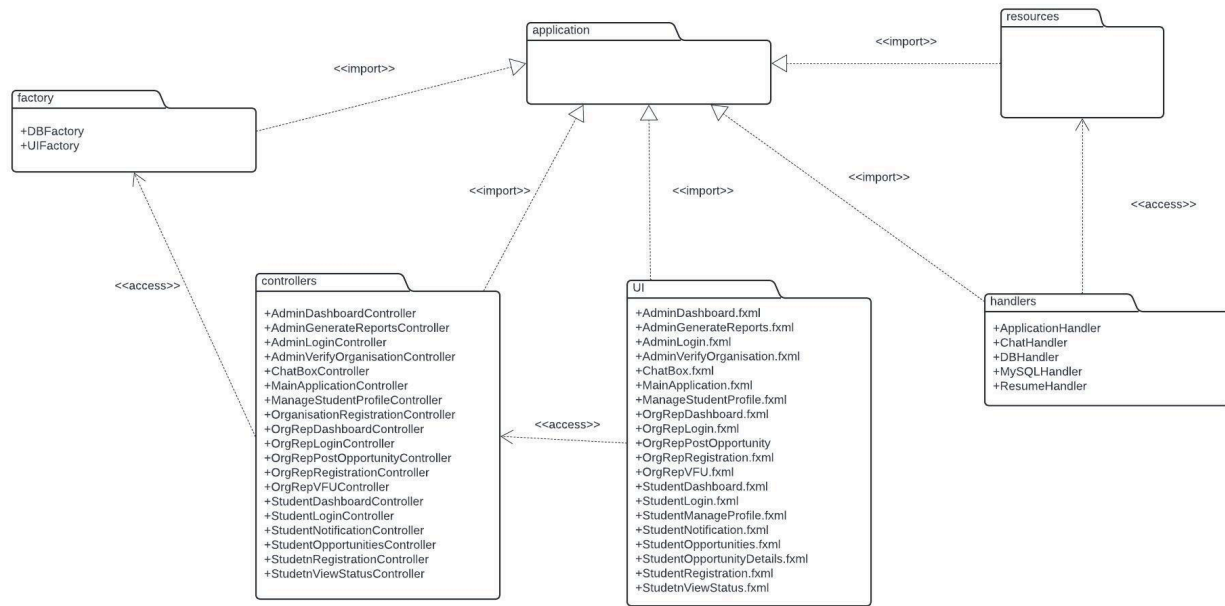 application
resources
<<import>>
<<import>>
factory
+DBFactory
+UIFactory
<<import>>
<<import>>
<<import>>
<<access>>
<<access>>
controllers
+AdminDashboardController
+AdminGenerateReportsController
+AdminLoginController
+AdminVerifyOrganisationController
+ChatBoxController
+MainApplicationController
+ManageStudentProfileController
+OrganisationRegistrationController
+OrgRepDashboardController
+OrgRepLoginController
+OrgRepPostOpportunityController
+OrgRepRegistrationController
+OrgRepVFUController
+StudentDashboardController
+StudentLoginController
+StudentNotificationController
+StudentOpportunitiesController
+StudetnRegistrationController
+StudetnViewStatusController
<<access>>
UI
+AdminDashboard.fxml
+AdminGenerateReports.fxml
+AdminLogin.fxml
+AdminVerifyOrganisation.fxml
+ChatBox.fxml
+MainApplication.fxml
+ManageStudentProfile.fxml
+OrgRepDashboard.fxml
+OrgRepLogin.fxml
+OrgRepPostOpportunity
+OrgRepRegistration.fxml
+OrgRepVFU.fxml
+StudentDashboard.fxml
+StudentLogin.fxml
+StudentManageProfile.fxml
+StudentNotification.fxml
+StudentOpportunities.fxml
+StudentOpportunityDetails.fxml
+StudentRegistration.fxml
+StudetnViewStatus.fxml
handlers
+ApplicationHandler
+ChatHandler
+DBHandler
+MySQLHandler
+ResumeHandler